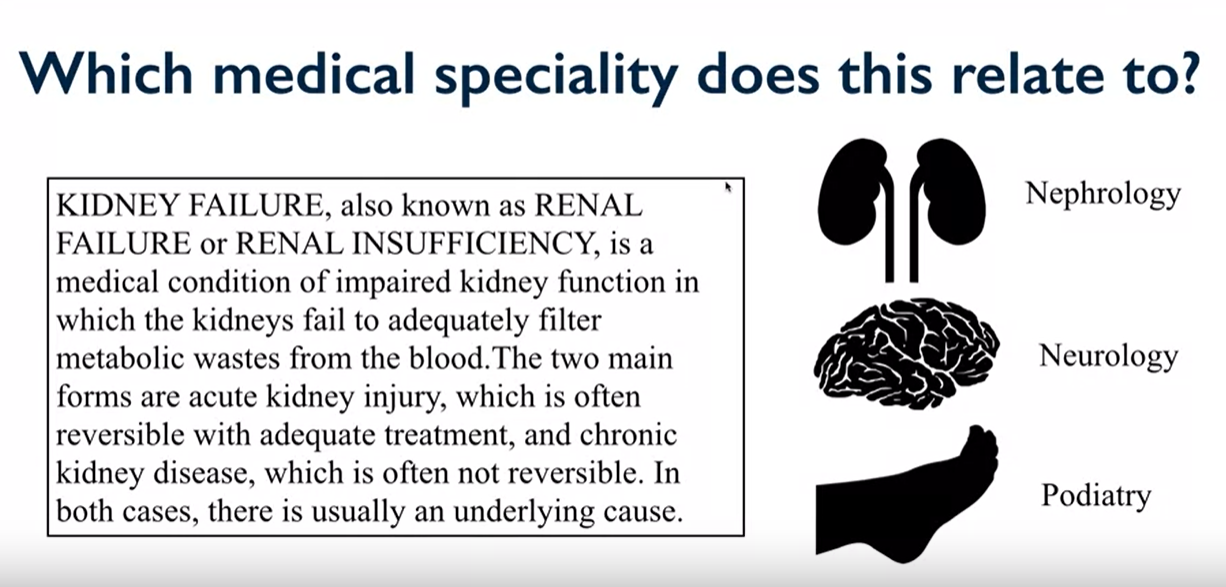 Which medical speciality does this relate to?
KIDNEY FAILURE, also known as RENAL
FAILURE or RENAL INSUFFICIENCY, is a
medical condition of impaired kidney function in
which the kidneys fail to adequately filter
metabolic wastes from the blood.The two main
forms are acute kidney injury, which is often
reversible with adequate treatment, and chronic
kidney disease, which is often not reversible. In
both cases, there is usually an underlying cause.
Nephrology
Neurology
Podiatry